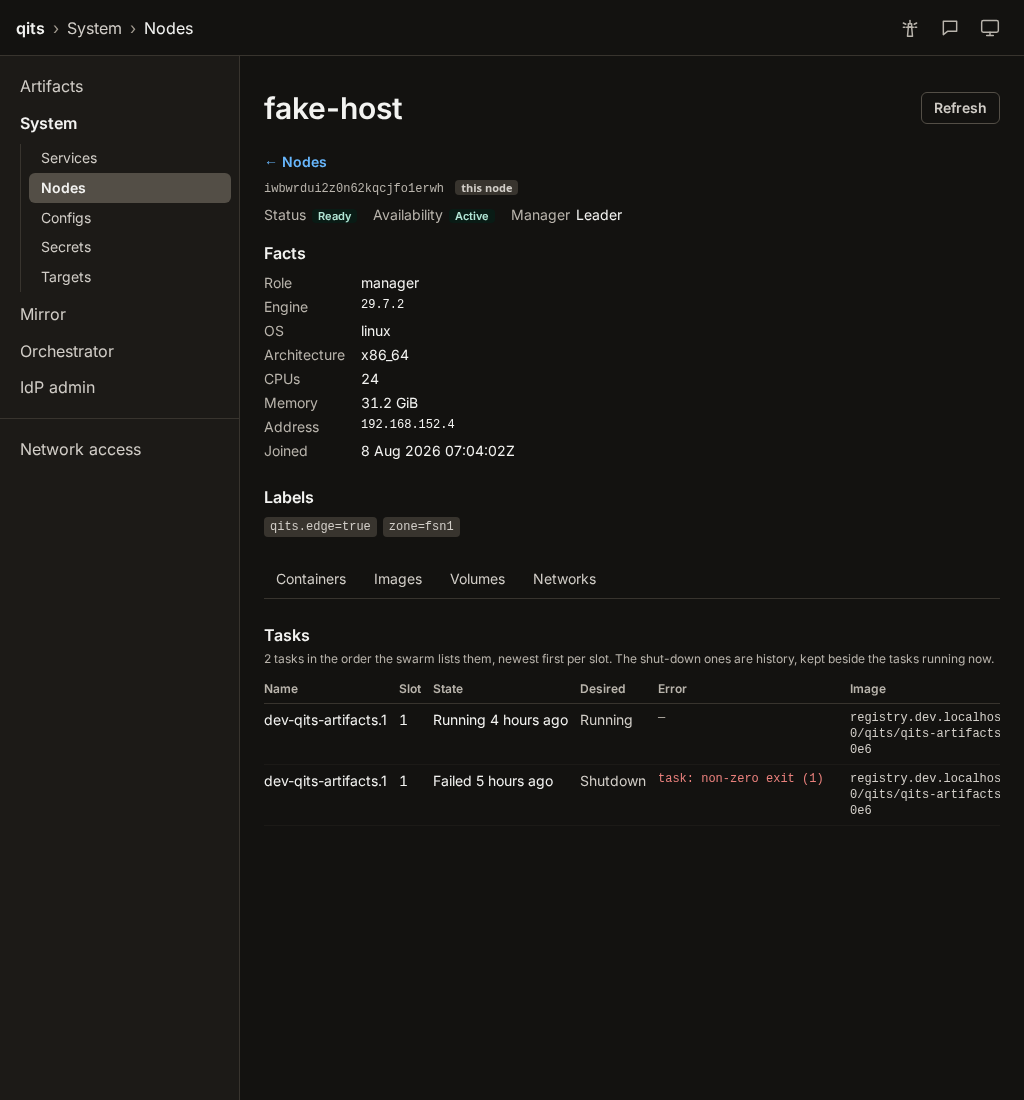 qits › System › Nodes
Artifacts
System
Services
Nodes
Configs
Secrets
Targets
Mirror
Orchestrator
IdP admin
Network access
fake-host
Refresh
← Nodes
iwbwrdui2z0n62kqcjfo1erwh this node
Status Ready Availability Active Manager Leader
Facts
Role manager
Engine 29.7.2
OS linux
Architecture x86_64
CPUs 24
Memory 31.2 GiB
Address 192.168.152.4
Joined 8 Aug 2026 07:04:02Z
Labels
qits.edge=true zone=fsn1
Containers Images Volumes Networks
Tasks
2 tasks in the order the swarm lists them, newest first per slot. The shut-down ones are history, kept beside the tasks running now.
Name Slot State Desired Error Image
dev-qits-artifacts.1 1 Running 4 hours ago Running — registry.dev.localhos
0/qits/qits-artifacts
0e6
dev-qits-artifacts.1 1 Failed 5 hours ago Shutdown task: non-zero exit (1) registry.dev.localhos
0/qits/qits-artifacts
0e6